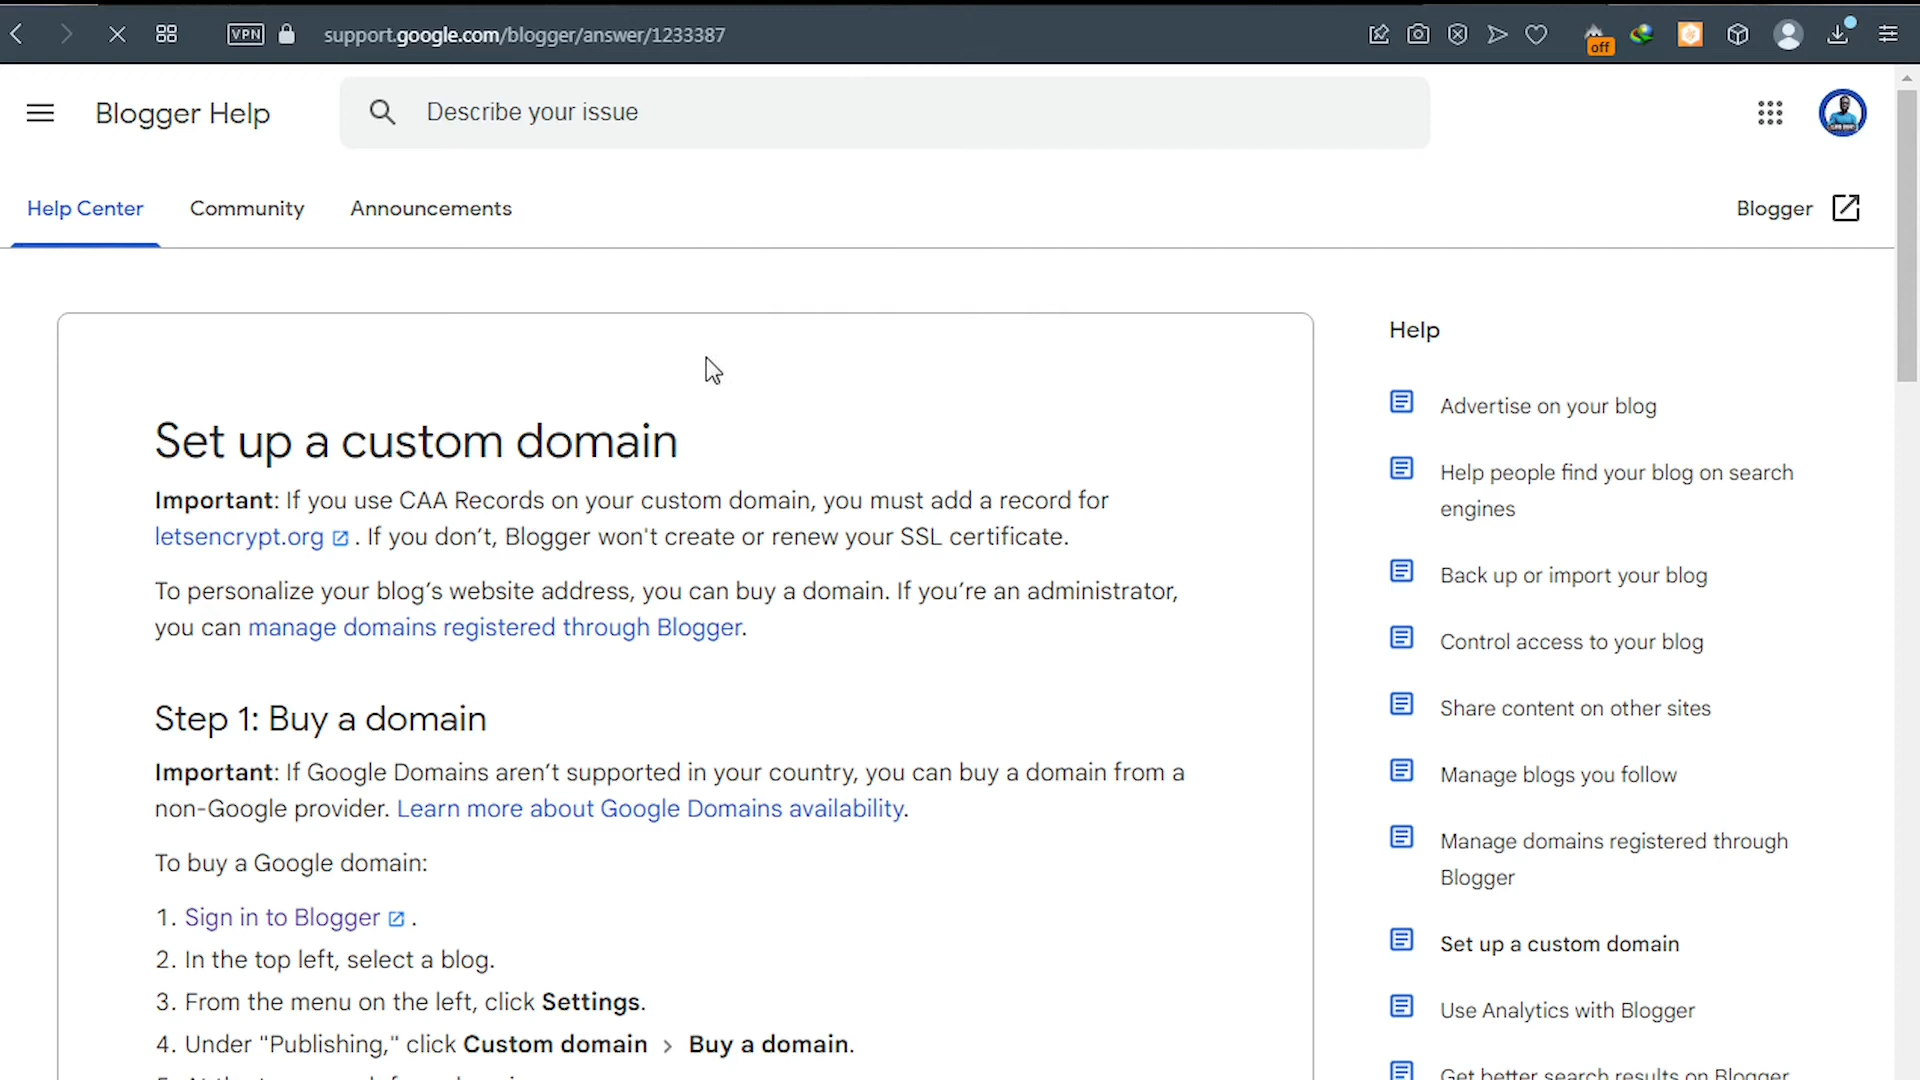 VPN support.google.com/blogger/answer/1233387
off
Blogger Help
Describe your issue
Help Center Community Announcements
Blogger
Set up a custom domain
Important: If you use CAA Records on your custom domain, you must add a record for
letsencrypt.org . If you don’t, Blogger won't create or renew your SSL certificate.
To personalize your blog’s website address, you can buy a domain. If you’re an administrator,
you can manage domains registered through Blogger.
Step 1: Buy a domain
Important: If Google Domains aren’t supported in your country, you can buy a domain from a
non-Google provider. Learn more about Google Domains availability.
To buy a Google domain:
1. Sign in to Blogger .
2. In the top left, select a blog.
3. From the menu on the left, click Settings.
4. Under "Publishing," click Custom domain > Buy a domain.
Help
Advertise on your blog
Help people find your blog on search
engines
Back up or import your blog
Control access to your blog
Share content on other sites
Manage blogs you follow
Manage domains registered through
Blogger
Set up a custom domain
Use Analytics with Blogger
Get better search results on Blogger